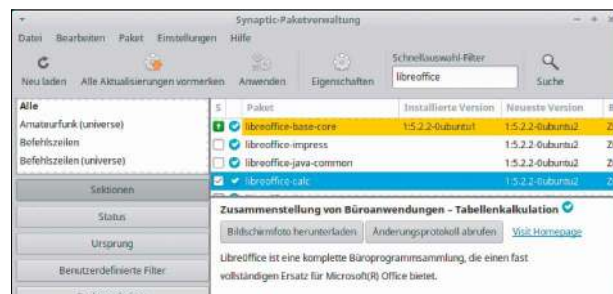 Synaptic-Paketverwaltung
Datei Bearbeiten Paket Einstellungen Hilfe
Schnellauswahl-Filter
libreoffice
Neu laden Alle Aktualisierungen vormerken Anwenden Eigenschaften Suche
Alle
Amateurfunk (universe)
Befehlszeilen
Befehlszeilen (universe)
Sektionen
Status
Ursprung
Benutzerdefinierte Filter
S Paket Installierte Version Neueste Version
libreoffice-base-core 1:5.2.2-0ubuntu1 1:5.2.2-0ubuntu2
libreoffice-impress 1:5.2.2-0ubuntu2
libreoffice-java-common 1:5.2.2-0ubuntu2
libreoffice-calc 1:5.2.2-0ubuntu2
Zusammenstellung von Büroanwendungen – Tabellenkalkulation
Bildschirmfoto herunterladen Änderungsprotokoll abrufen Visit Homepage
LibreOffice ist eine komplette Büroprogrammsammlung, die einen fast
vollständigen Ersatz für Microsoft(R) Office bietet.